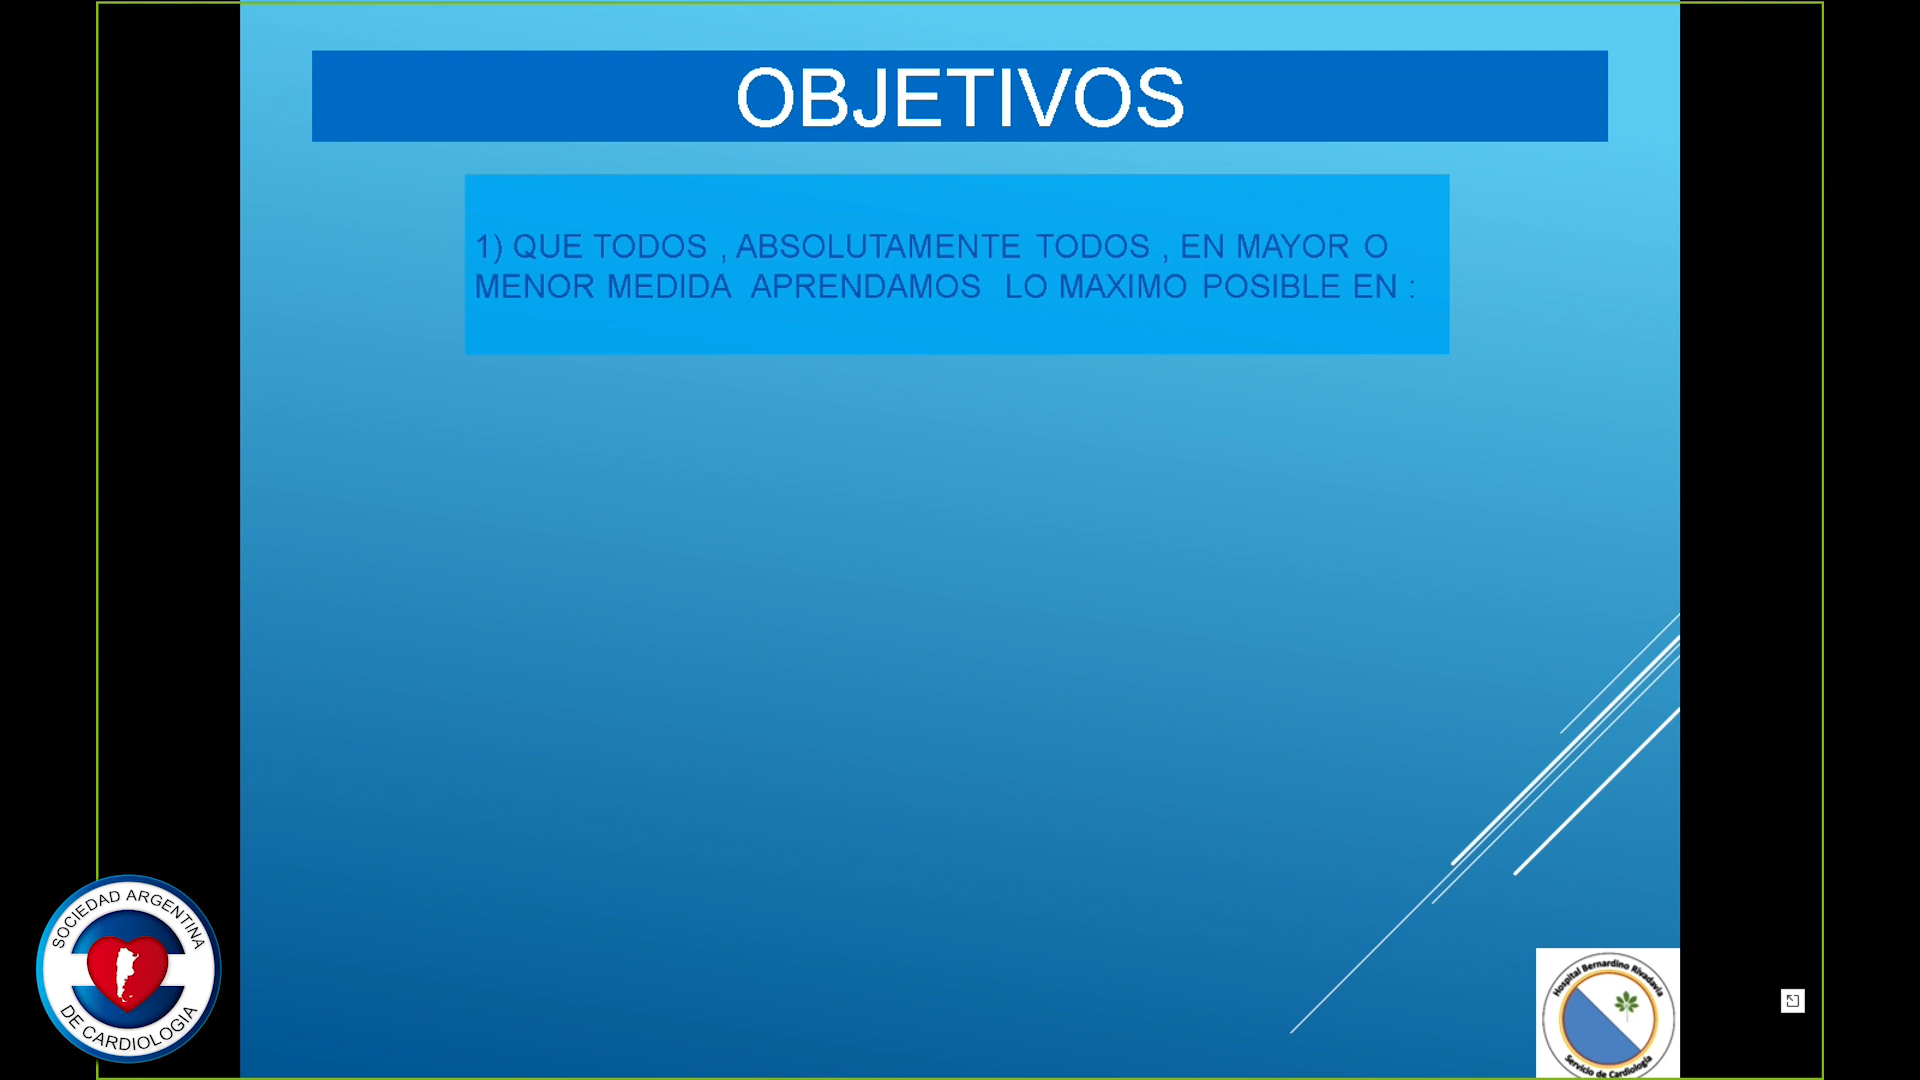 OBJETIVOS
1) QUE TODOS , ABSOLUTAMENTE TODOS , EN MAYOR O
MENOR MEDIDA APRENDAMOS LO MAXIMO POSIBLE EN :
SOCIEDAD ARGENTINA
DE CARDIOLOGIA
Hospital Bernardino Rivadavia
Servicio de Cardiología